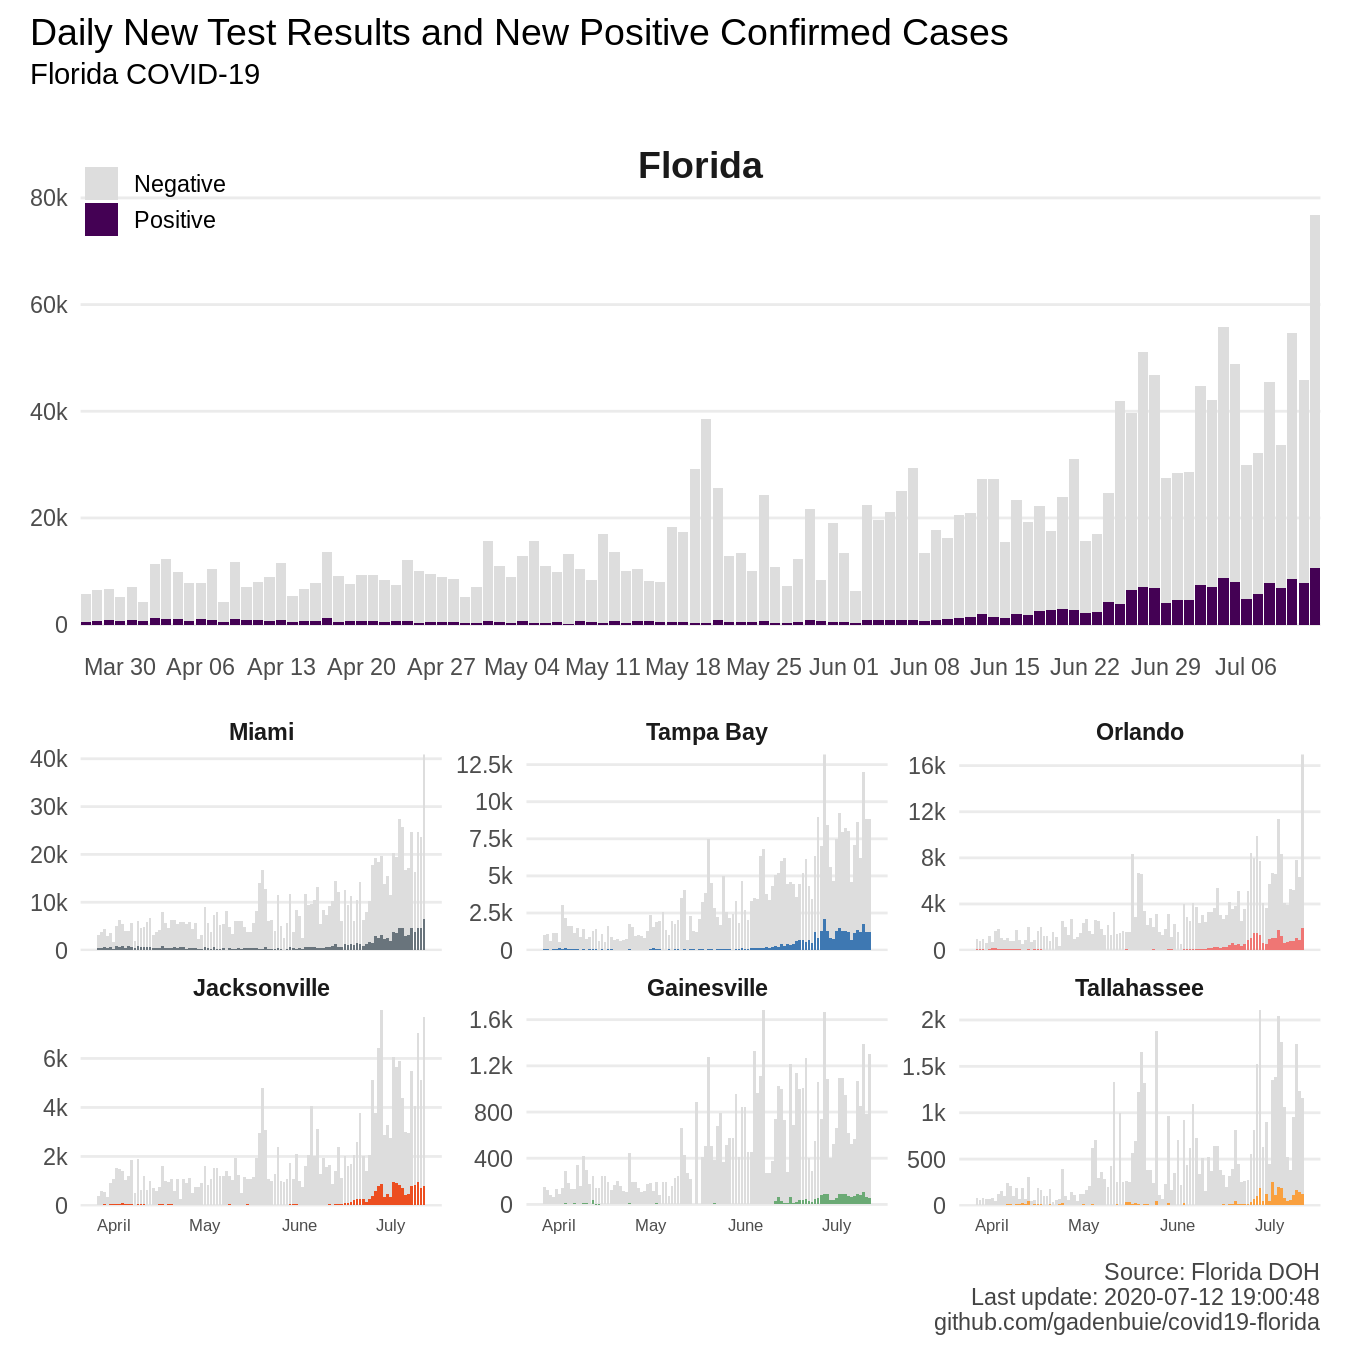 Daily New Test Results and New Positive Confirmed Cases
Florida COVID-19
Florida
Negative
Positive
80k
60k
40k
20k
0
Mar 30 Apr 06 Apr 13 Apr 20 Apr 27 May 04 May 11 May 18 May 25 Jun 01 Jun 08 Jun 15 Jun 22 Jun 29 Jul 06
Miami
40k
30k
20k
10k
0
Tampa Bay
12.5k
10k
7.5k
5k
2.5k
0
Orlando
16k
12k
8k
4k
0
Jacksonville
6k
4k
2k
0
April May June July
Gainesville
1.6k
1.2k
800
400
0
April May June July
Tallahassee
2k
1.5k
1k
500
0
April May June July
Source: Florida DOH
Last update: 2020-07-12 19:00:48
github.com/gadenbuie/covid19-florida